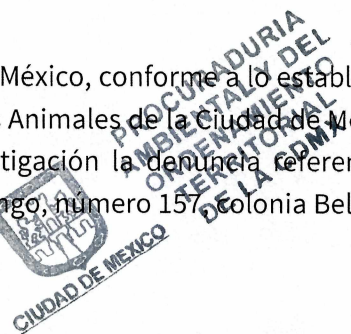 México, conforme a lo establ
s Animales de la Ciudad de Mé
tigación la denuncia referen
ngo, número 157, colonia Bel
PROCURADURIA
AMBIENTAL Y DEL
ORDENAMIENTO
TERRITORIAL
DE LA CDMX
CIUDAD DE MEXICO